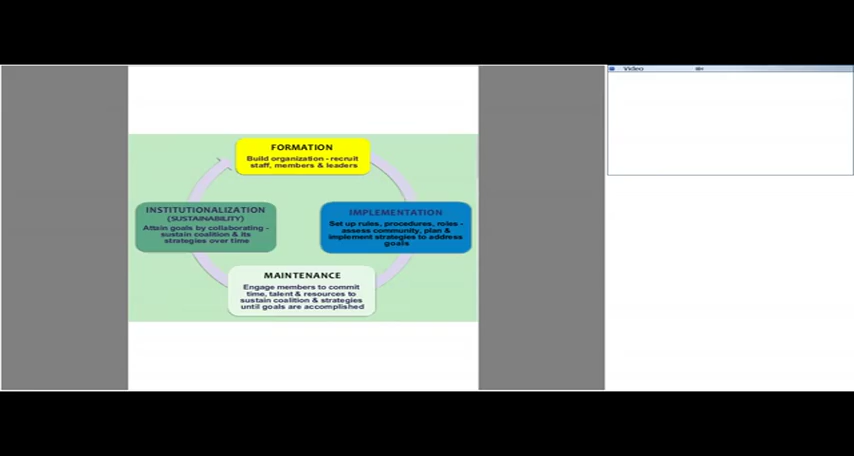 Video
FORMATION
Build organization - recruit
staff, members & leaders
INSTITUTIONALIZATION
(SUSTAINABILITY)
Attain goals by collaborating -
sustain coalition & its
strategies over time
IMPLEMENTATION
Set up rules, procedures, roles -
assess community, plan &
implement strategies to address
goals
MAINTENANCE
Engage members to commit
time, talent & resources to
sustain coalition & strategies
until goals are accomplished